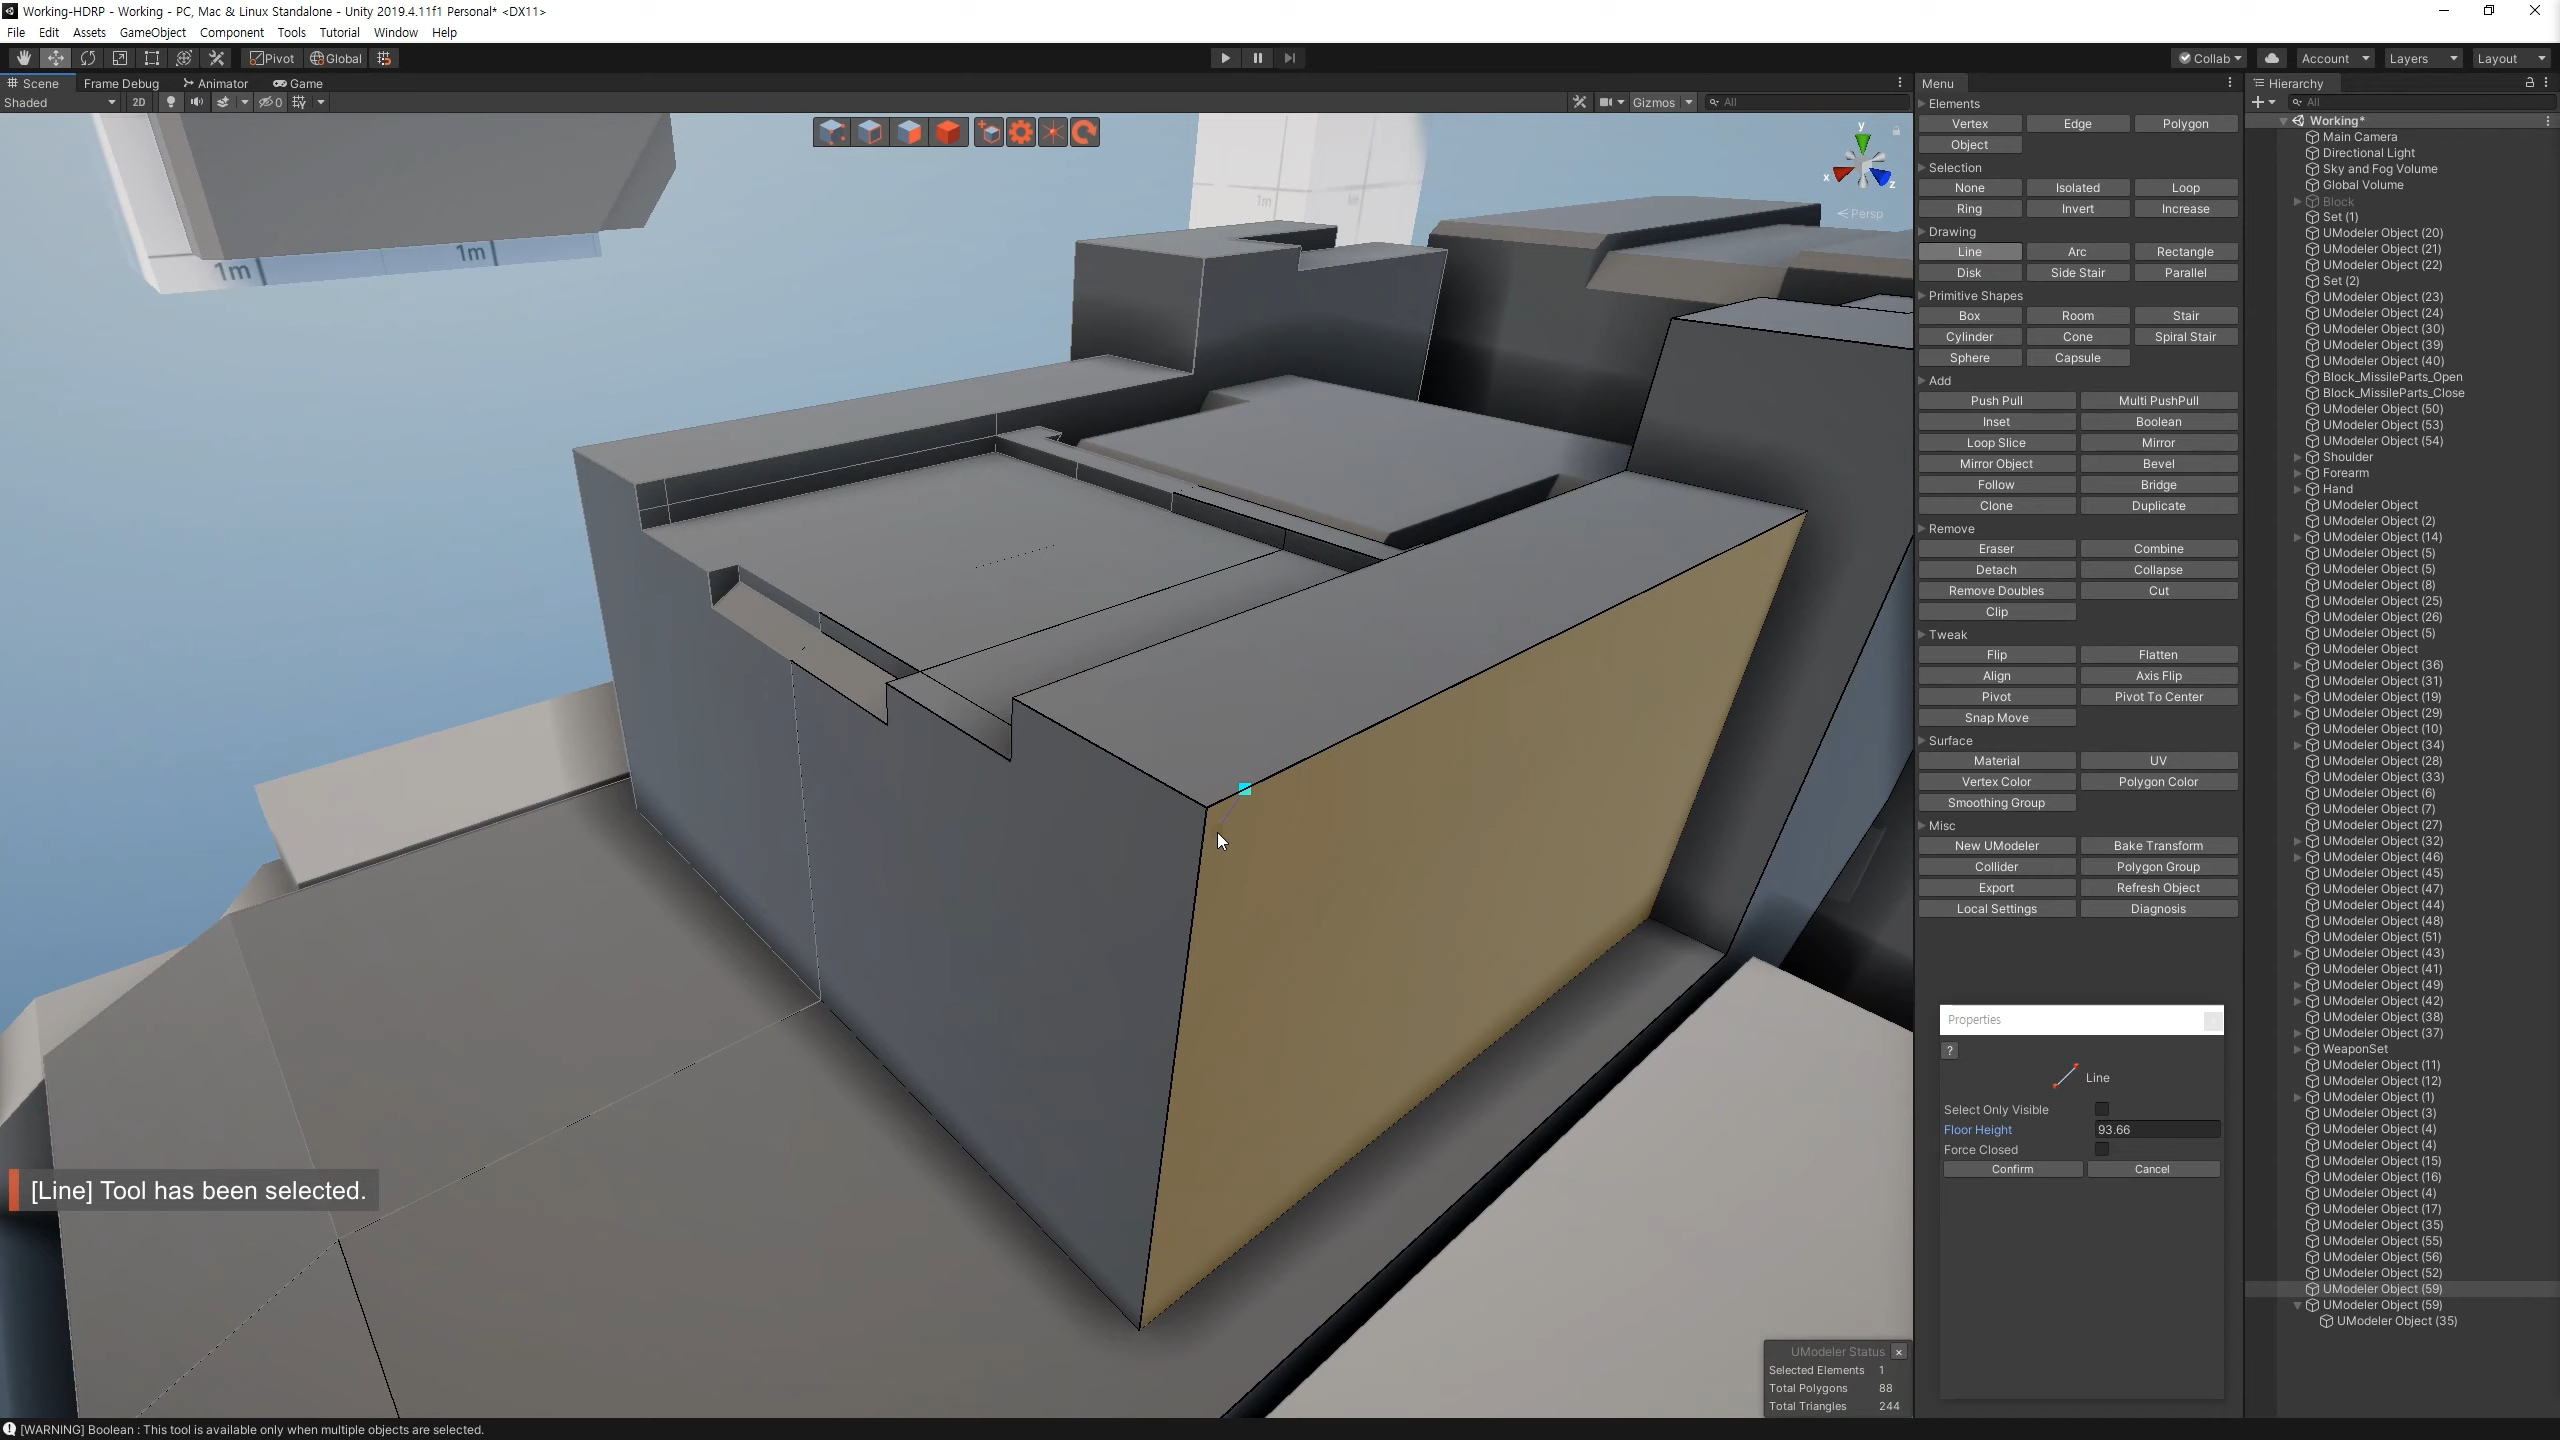 Working-HDRP - Working - PC, Mac & Linux Standalone - Unity 2019.4.11f1 Personal* <DX11>
File Edit Assets GameObject Component Tools Tutorial Window Help
Pivot Global Collab Account Layers Layout
Scene Frame Debug Animator Game
Shaded 2D 0 Gizmos All
y
x
z
Persp
1m
1m
1m
Menu
Elements
Vertex Edge Polygon
Object
Selection
None Isolated Loop
Ring Invert Increase
Drawing
Line Arc Rectangle
Disk Side Stair Parallel
Primitive Shapes
Box Room Stair
Cylinder Cone Spiral Stair
Sphere Capsule
Add
Push Pull Multi PushPull
Inset Boolean
Loop Slice Mirror
Mirror Object Bevel
Follow Bridge
Clone Duplicate
Remove
Eraser Combine
Detach Collapse
Remove Doubles Cut
Clip
Tweak
Flip Flatten
Align Axis Flip
Pivot Pivot To Center
Snap Move
Surface
Material UV
Vertex Color Polygon Color
Smoothing Group
Misc
New UModeler Bake Transform
Collider Polygon Group
Export Refresh Object
Local Settings Diagnosis
Properties
?
Line
Select Only Visible
Floor Height 93.66
Force Closed
Confirm Cancel
Hierarchy
All
Working*
Main Camera
Directional Light
Sky and Fog Volume
Global Volume
Block
Set (1)
UModeler Object (20)
UModeler Object (21)
UModeler Object (22)
Set (2)
UModeler Object (23)
UModeler Object (24)
UModeler Object (30)
UModeler Object (39)
UModeler Object (40)
Block_MissileParts_Open
Block_MissileParts_Close
UModeler Object (50)
UModeler Object (53)
UModeler Object (54)
Shoulder
Forearm
Hand
UModeler Object
UModeler Object (2)
UModeler Object (14)
UModeler Object (5)
UModeler Object (5)
UModeler Object (8)
UModeler Object (25)
UModeler Object (26)
UModeler Object (5)
UModeler Object
UModeler Object (36)
UModeler Object (31)
UModeler Object (19)
UModeler Object (29)
UModeler Object (10)
UModeler Object (34)
UModeler Object (28)
UModeler Object (33)
UModeler Object (6)
UModeler Object (7)
UModeler Object (27)
UModeler Object (32)
UModeler Object (46)
UModeler Object (45)
UModeler Object (47)
UModeler Object (44)
UModeler Object (48)
UModeler Object (51)
UModeler Object (43)
UModeler Object (41)
UModeler Object (49)
UModeler Object (42)
UModeler Object (38)
UModeler Object (37)
WeaponSet
UModeler Object (11)
UModeler Object (12)
UModeler Object (1)
UModeler Object (3)
UModeler Object (4)
UModeler Object (4)
UModeler Object (15)
UModeler Object (16)
UModeler Object (4)
UModeler Object (17)
UModeler Object (35)
UModeler Object (55)
UModeler Object (56)
UModeler Object (52)
UModeler Object (59)
UModeler Object (59)
UModeler Object (35)
[Line] Tool has been selected.
UModeler Status
Selected Elements 1
Total Polygons 88
Total Triangles 244
[WARNING] Boolean : This tool is available only when multiple objects are selected.